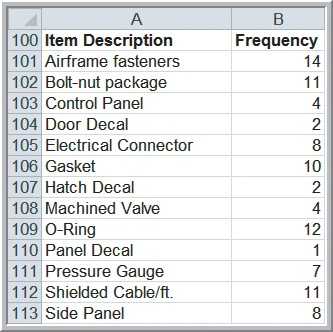 A B
100 Item Description Frequency
101 Airframe fasteners 14
102 Bolt-nut package 11
103 Control Panel 4
104 Door Decal 2
105 Electrical Connector 8
106 Gasket 10
107 Hatch Decal 2
108 Machined Valve 4
109 O-Ring 12
110 Panel Decal 1
111 Pressure Gauge 7
112 Shielded Cable/ft. 11
113 Side Panel 8